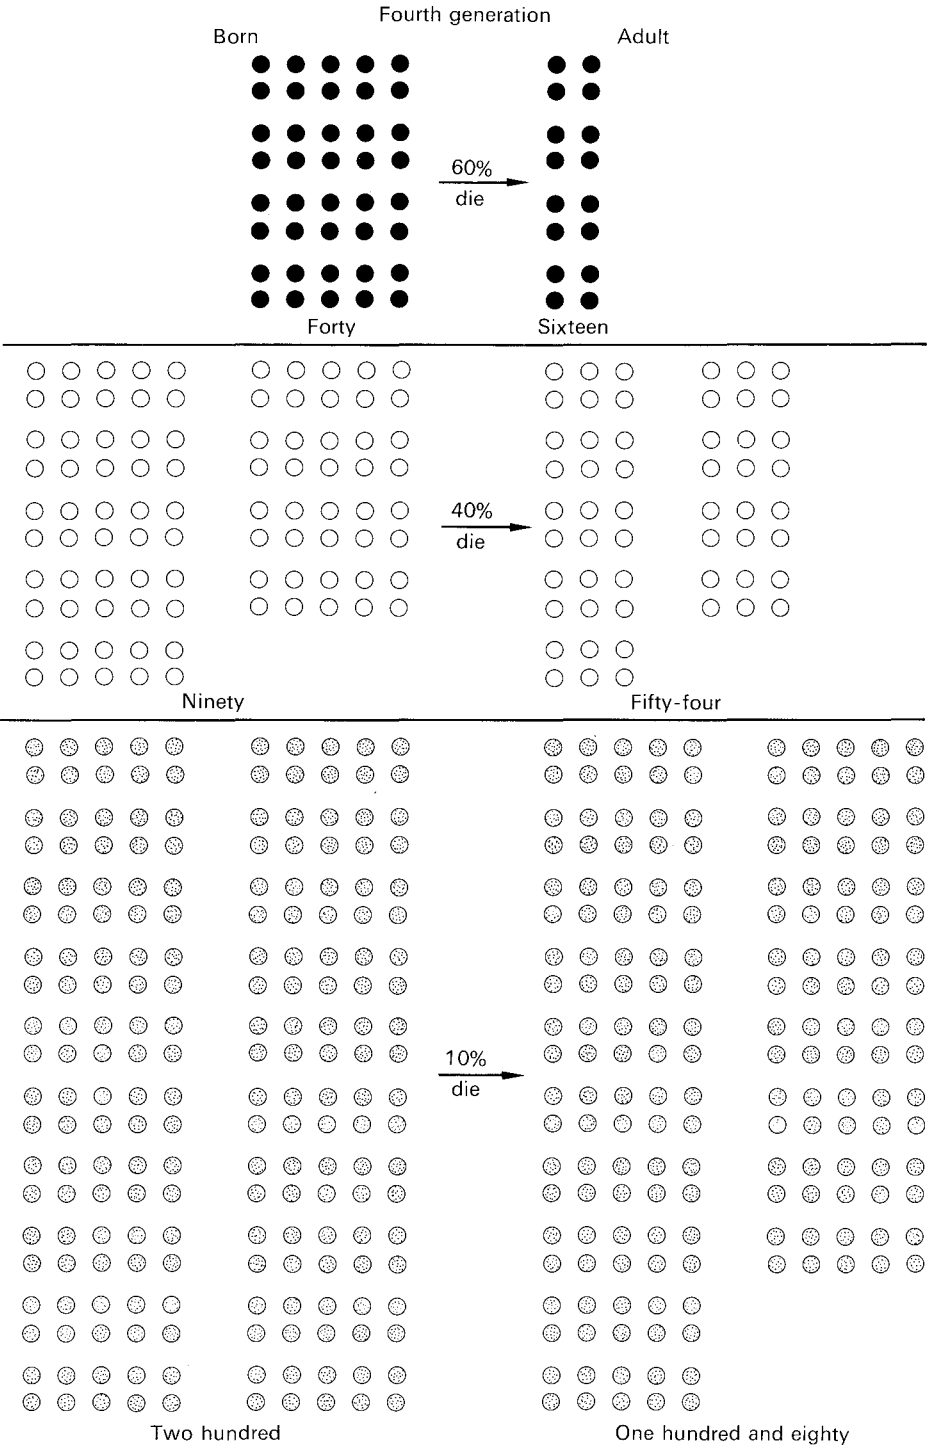 Fourth generation
Born
Adult
60%
die
Forty
Sixteen
40%
die
Ninety
Fifty-four
10%
die
Two hundred
One hundred and eighty